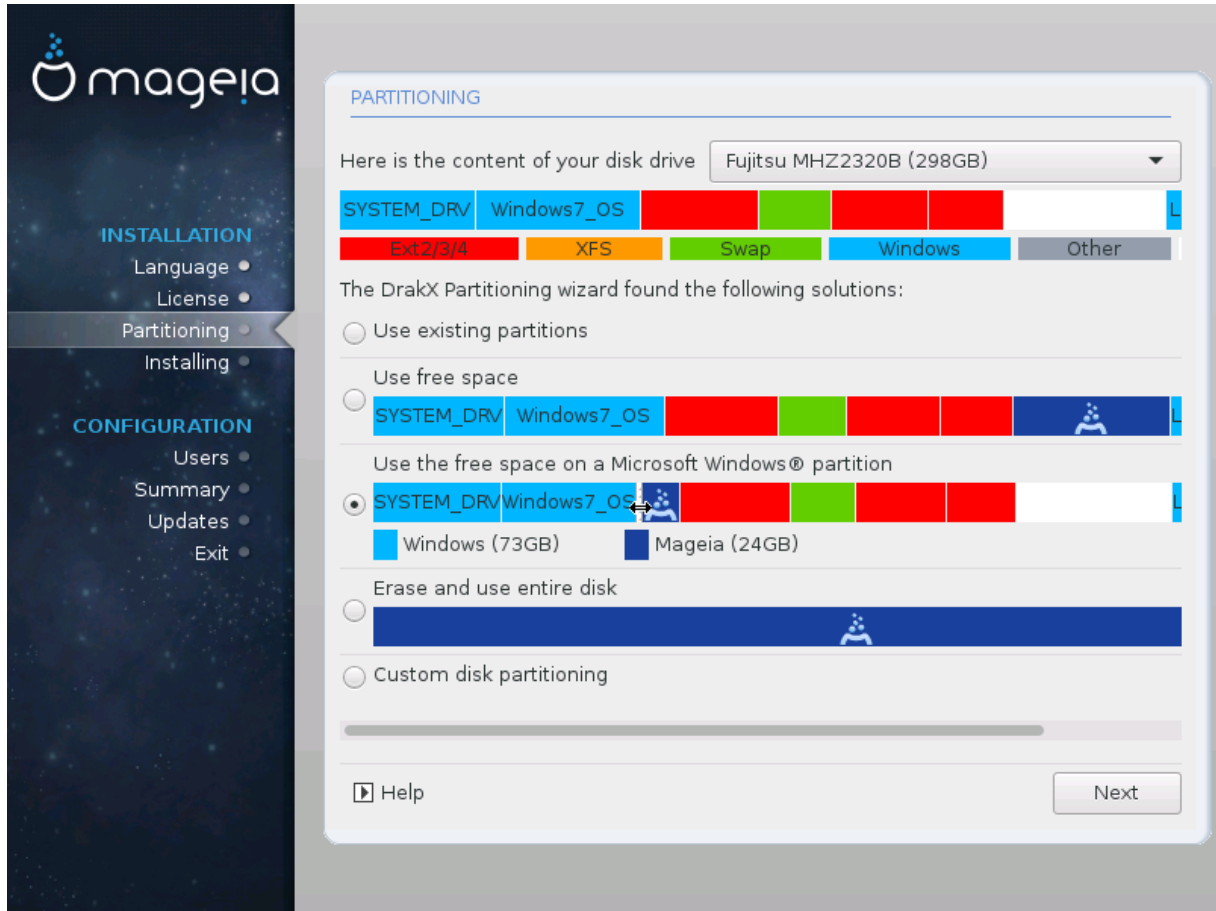 mageia
INSTALLATION
Language
License
Partitioning
Installing
CONFIGURATION
Users
Summary
Updates
Exit
PARTITIONING
Here is the content of your disk drive Fujitsu MHZ2320B (298GB)
SYSTEM_DRV Windows7_OS L
Ext2/3/4 XFS Swap Windows Other
The DrakX Partitioning wizard found the following solutions:
Use existing partitions
Use free space
SYSTEM_DRV Windows7_OS L
Use the free space on a Microsoft Windows® partition
SYSTEM_DRV Windows7_OS L
Windows (73GB) Mageia (24GB)
Erase and use entire disk
Custom disk partitioning
Help Next